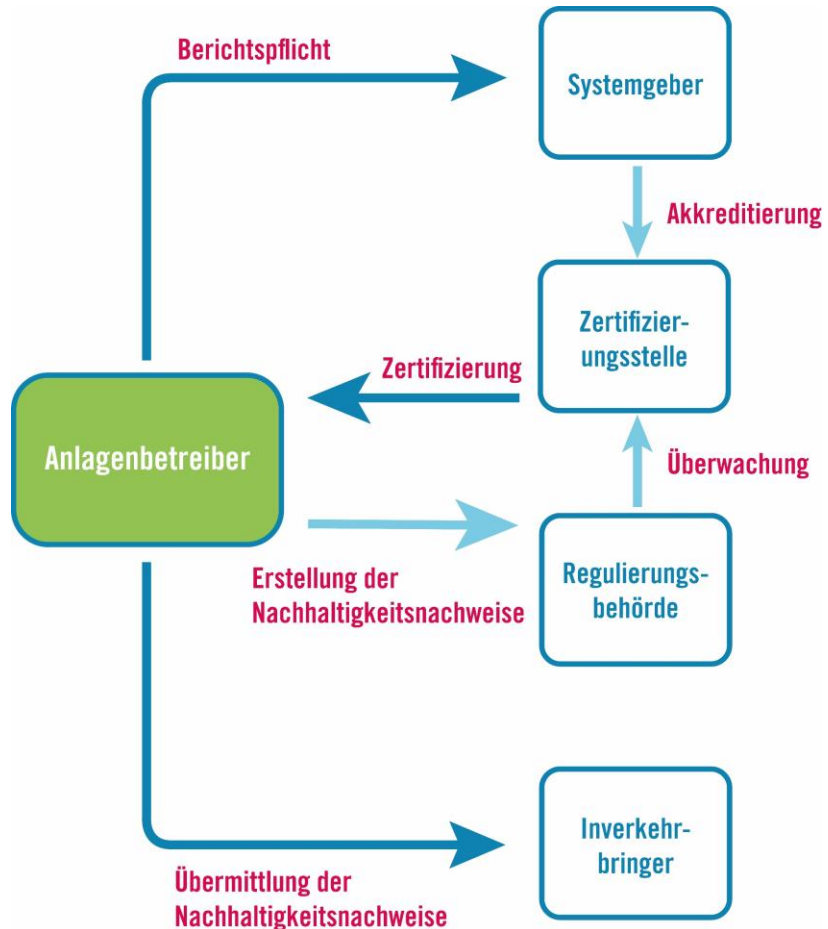 Berichtspflicht
Systemgeber
Akkreditierung
Zertifizier-
ungsstelle
Zertifizierung
Anlagenbetreiber
Überwachung
Erstellung der
Nachhaltigkeitsnachweise
Regulierungs-
behörde
Inverkehr-
bringer
Übermittlung der
Nachhaltigkeitsnachweise